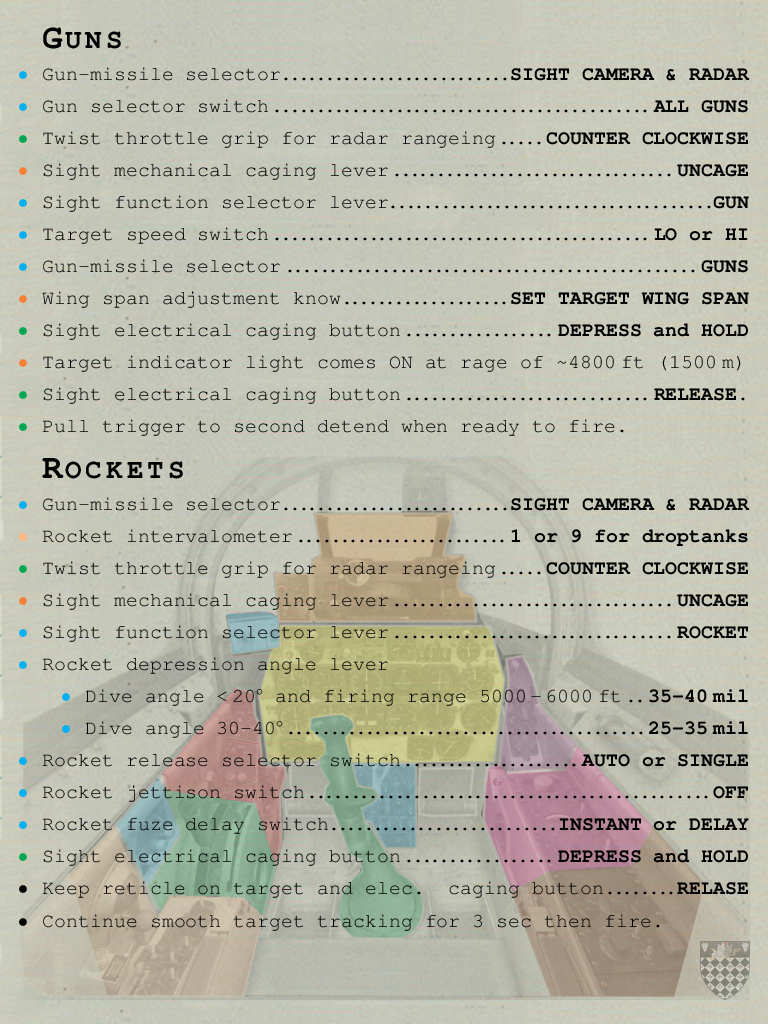 GUNS
• Gun-missile selector........................SIGHT CAMERA & RADAR
• Gun selector switch........................................ALL GUNS
• Twist throttle grip for radar rangeing.....COUNTER CLOCKWISE
• Sight mechanical caging lever..............................UNCAGE
• Sight function selector lever..................................GUN
• Target speed switch........................................LO or HI
• Gun-missile selector...........................................GUNS
• Wing span adjustment know..................SET TARGET WING SPAN
• Sight electrical caging button................DEPRESS and HOLD
• Target indicator light comes ON at rage of ~4800 ft (1500 m)
• Sight electrical caging button..........................RELEASE.
• Pull trigger to second detend when ready to fire.
ROCKETS
• Gun-missile selector........................SIGHT CAMERA & RADAR
• Rocket intervalometer......................1 or 9 for droptanks
• Twist throttle grip for radar rangeing.....COUNTER CLOCKWISE
• Sight mechanical caging lever..............................UNCAGE
• Sight function selector lever..............................ROCKET
• Rocket depression angle lever
• Dive angle <20° and firing range 5000-6000 ft..35-40 mil
• Dive angle 30-40°......................................25-35 mil
• Rocket release selector switch...................AUTO or SINGLE
• Rocket jettison switch...........................................OFF
• Rocket fuze delay switch........................INSTANT or DELAY
• Sight electrical caging button................DEPRESS and HOLD
• Keep reticle on target and elec. caging button........RELASE
• Continue smooth target tracking for 3 sec then fire.